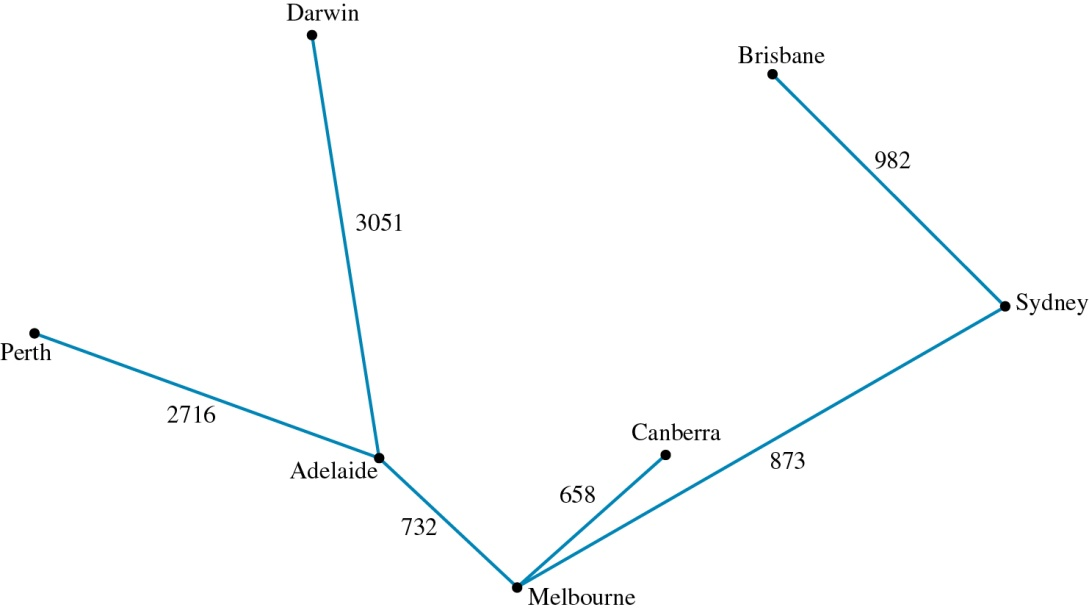 Darwin
Brisbane
982
3051
Sydney
Perth
2716
Canberra
Adelaide
873
658
732
Melbourne